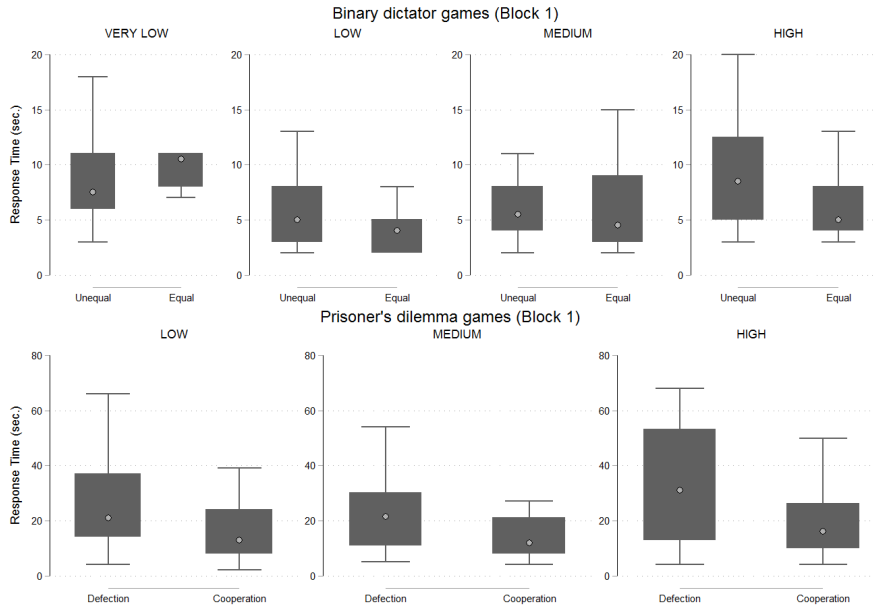 Binary dictator games (Block 1)
VERY LOW LOW MEDIUM HIGH
Response Time (sec.)
20 20 20 20
15 15 15 15
10 10 10 10
5 5 5 5
0 0 0 0
Unequal Equal Unequal Equal Unequal Equal Unequal Equal
Prisoner's dilemma games (Block 1)
LOW MEDIUM HIGH
Response Time (sec.)
80 80 80
60 60 60
40 40 40
20 20 20
0 0 0
Defection Cooperation Defection Cooperation Defection Cooperation